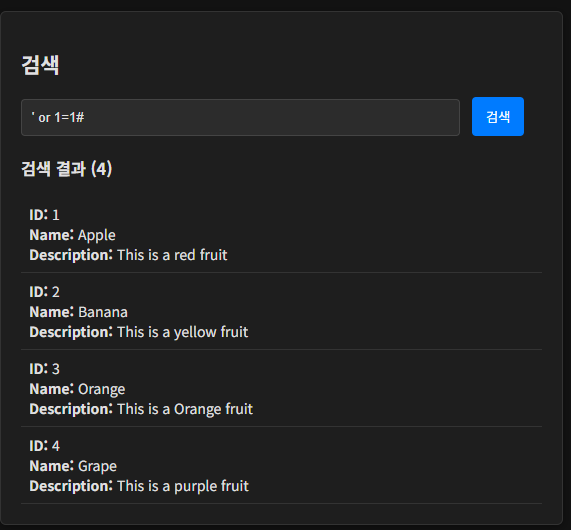 검색
' or 1=1#
검색
검색 결과 (4)
ID: 1
Name: Apple
Description: This is a red fruit
ID: 2
Name: Banana
Description: This is a yellow fruit
ID: 3
Name: Orange
Description: This is a Orange fruit
ID: 4
Name: Grape
Description: This is a purple fruit